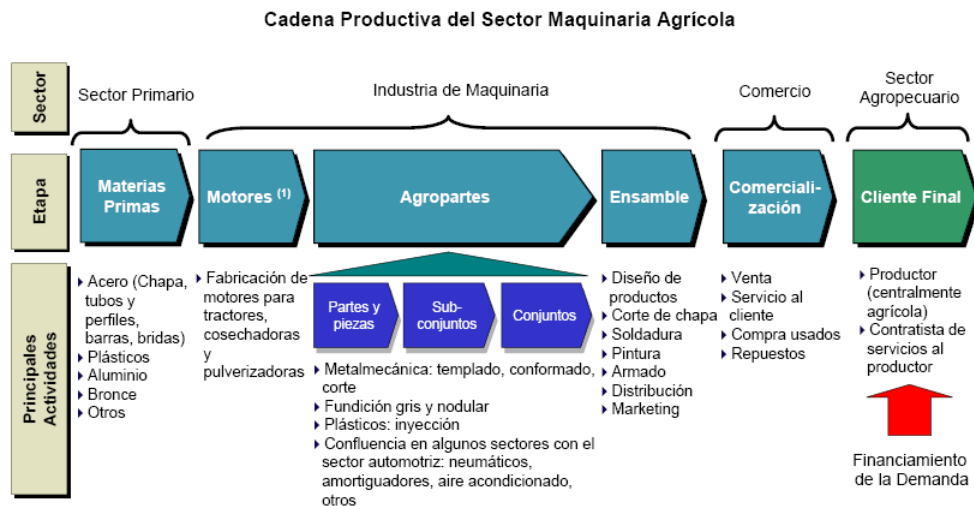 Cadena Productiva del Sector Maquinaria Agrícola
Sector
Sector Primario
Industria de Maquinaria
Comercio
Sector
Agropecuario
Etapa
Materias
Primas
Motores (1)
Agropartes
Ensamble
Comerciali-
zación
Cliente Final
Principales
Actividades
Acero (Chapa,
tubos y
perfiles,
barras, bridas)
Plásticos
Aluminio
Bronce
Otros
Fabricación de
motores para
tractores,
cosechadoras
y
pulverizadoras
Partes y
piezas
Sub-
conjuntos
Conjuntos
Metalmecánica: templado, conformado,
corte
Fundición gris y nodular
Plásticos: inyección
Confluencia en algunos sectores con el
sector automotriz: neumáticos,
amortiguadores, aire acondicionado,
otros
Diseño de
productos
Corte de chapa
Soldadura
Pintura
Armado
Distribución
Marketing
Venta
Servicio al
cliente
Compra usados
Repuestos
Productor
(centralmente
agrícola)
Contratista de
servicios al
productor
Financiamiento
de la Demanda